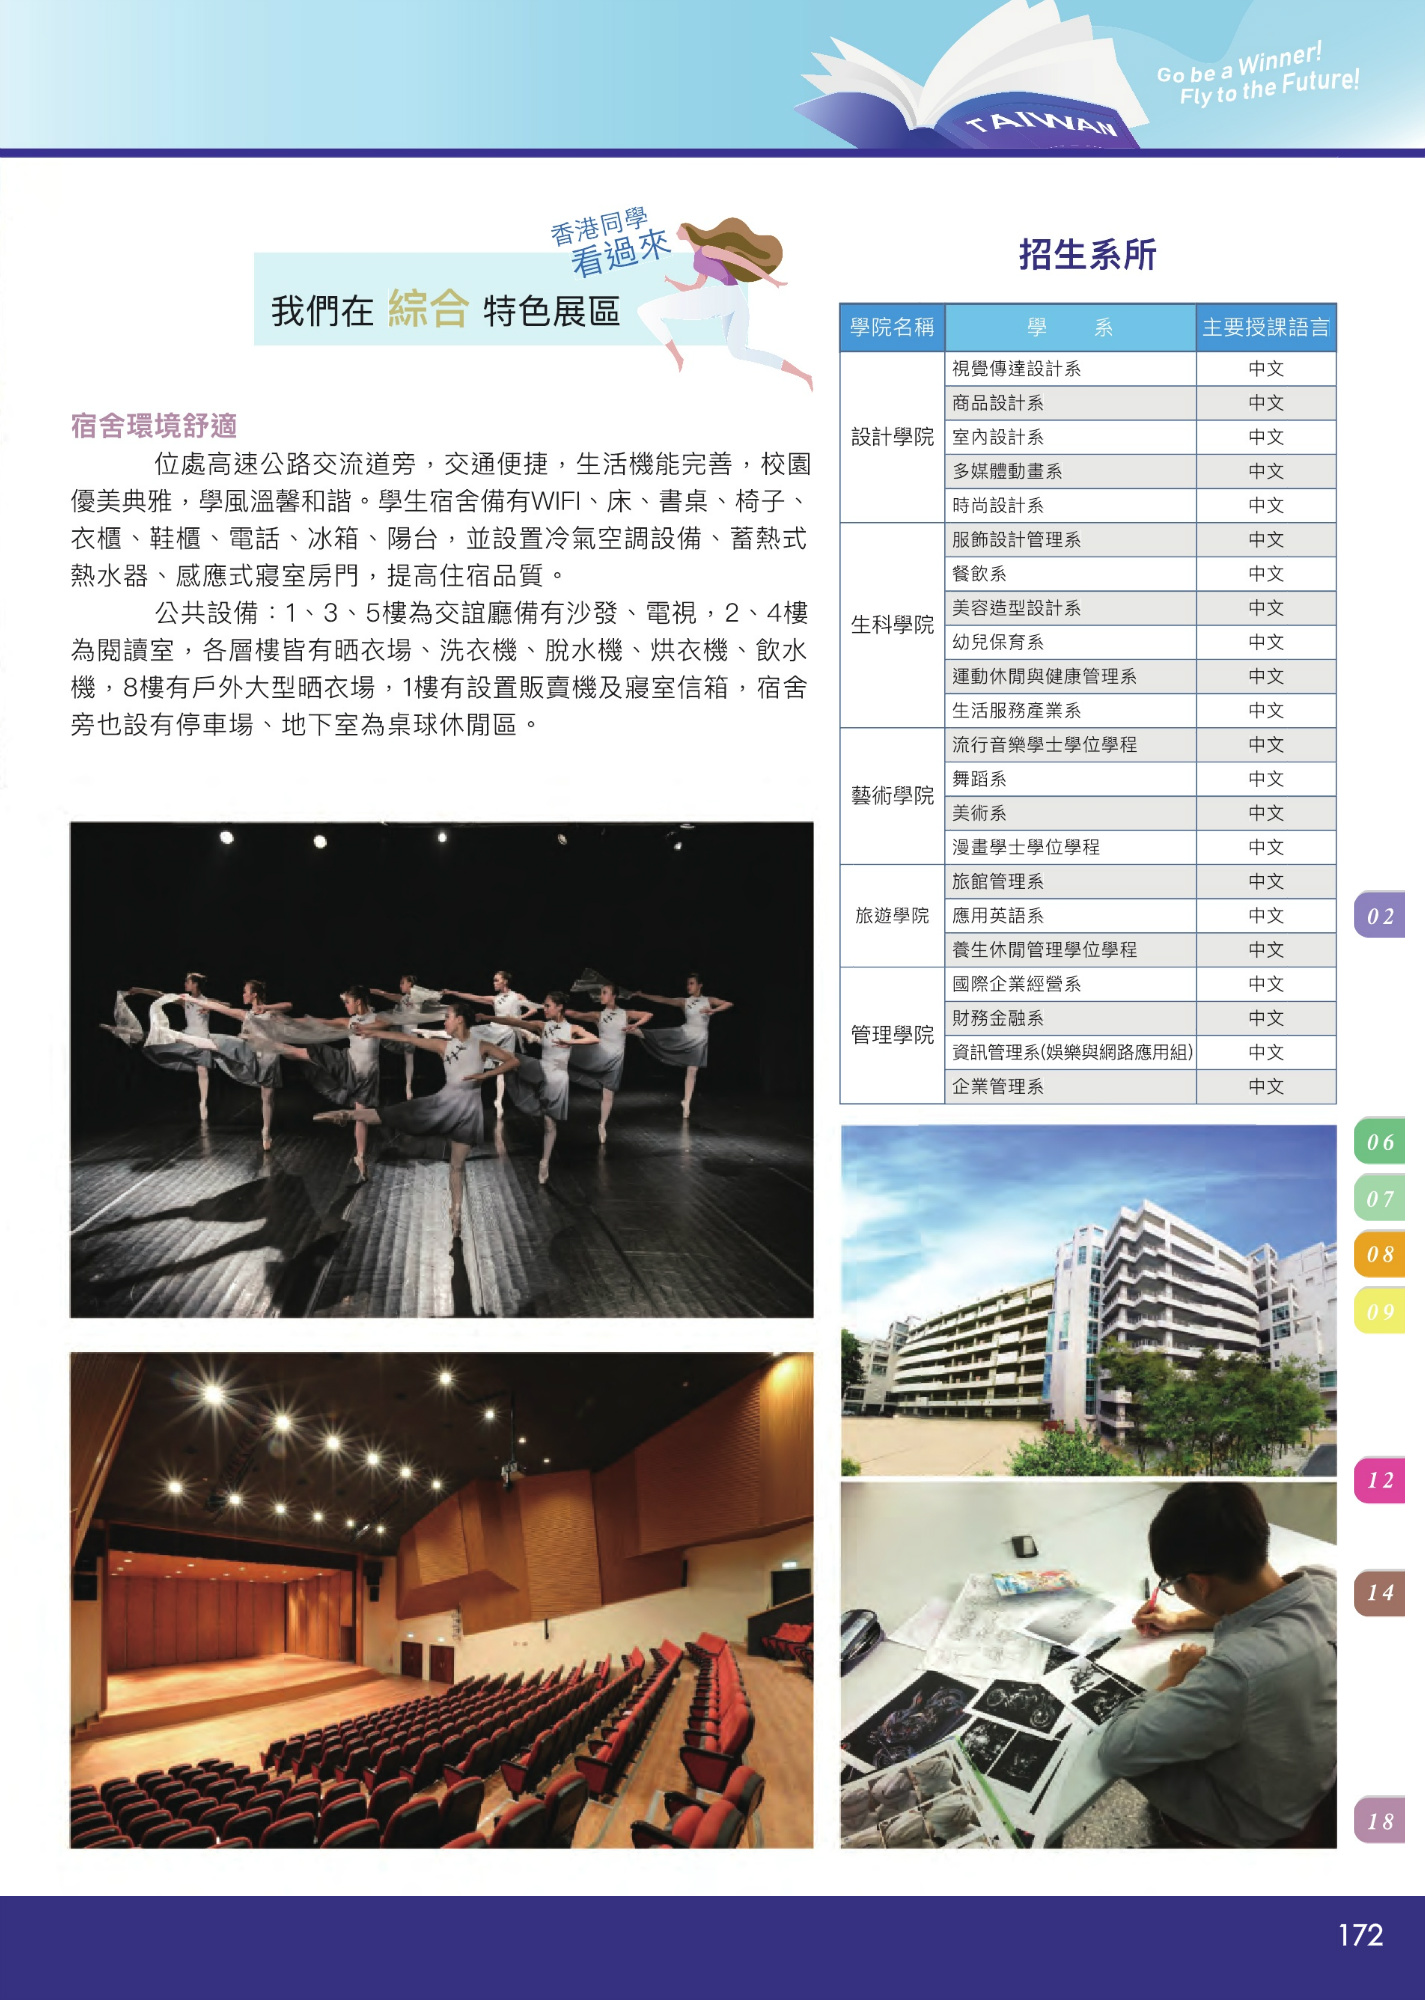 Go be a Winner!
Fly to the Future!
TAIWAN
香港同學
看過來
我們在 綜合 特色展區
宿舍環境舒適
位處高速公路交流道旁，交通便捷，生活機能完善，校園
優美典雅，學風溫馨和諧。學生宿舍備有WIFI、床、書桌、椅子、
衣櫃、鞋櫃、電話、冰箱、陽台，並設置冷氣空調設備、蓄熱式
熱水器、感應式寢室房門，提高住宿品質。
公共設備：1、3、5樓為交誼廳備有沙發、電視，2、4樓
為閱讀室，各層樓皆有晒衣場、洗衣機、脫水機、烘衣機、飲水
機，8樓有戶外大型晒衣場，1樓有設置販賣機及寢室信箱，宿舍
旁也設有停車場、地下室為桌球休閒區。
招生系所
學院名稱 學 系 主要授課語言
設計學院 視覺傳達設計系 中文
商品設計系 中文
室內設計系 中文
多媒體動畫系 中文
時尚設計系 中文
生科學院 服飾設計管理系 中文
餐飲系 中文
美容造型設計系 中文
幼兒保育系 中文
運動休閒與健康管理系 中文
生活服務產業系 中文
藝術學院 流行音樂學士學位學程 中文
舞蹈系 中文
美術系 中文
漫畫學士學位學程 中文
旅遊學院 旅館管理系 中文
應用英語系 中文
養生休閒管理學位學程 中文
管理學院 國際企業經營系 中文
財務金融系 中文
資訊管理系(娛樂與網路應用組) 中文
企業管理系 中文
02
06
07
08
09
12
14
18
172